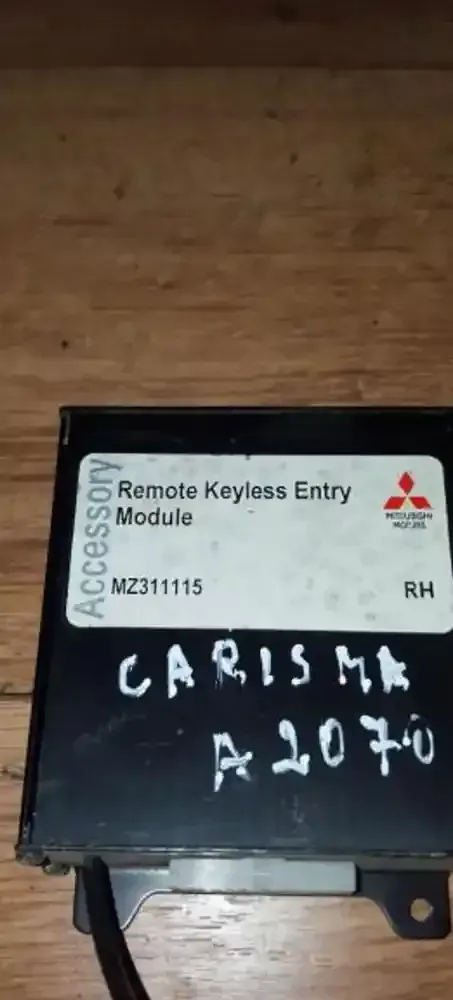 Accessory
Remote Keyless Entry
Module
MITSUBISHI
MOTORS
MZ311115
RH
CARISMA
A2070